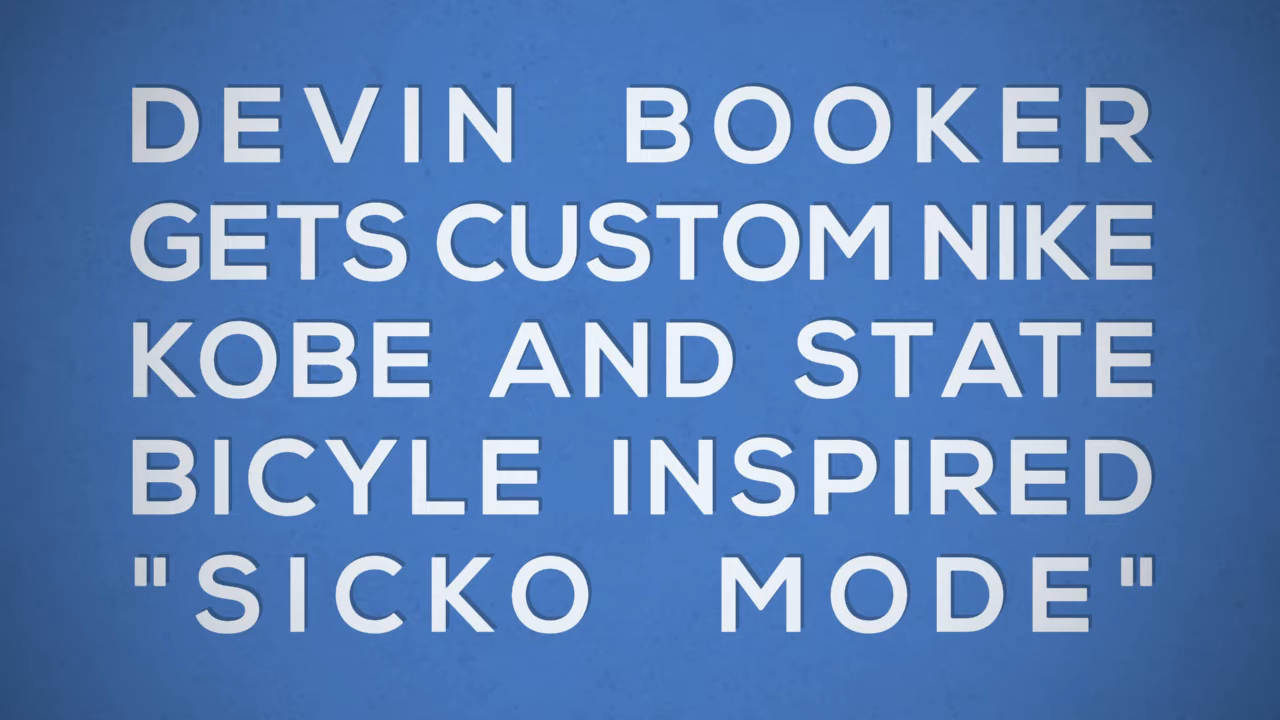 DEVIN BOOKER
GETS CUSTOM NIKE
KOBE AND STATE
BICYLE INSPIRED
"SICKO MODE"